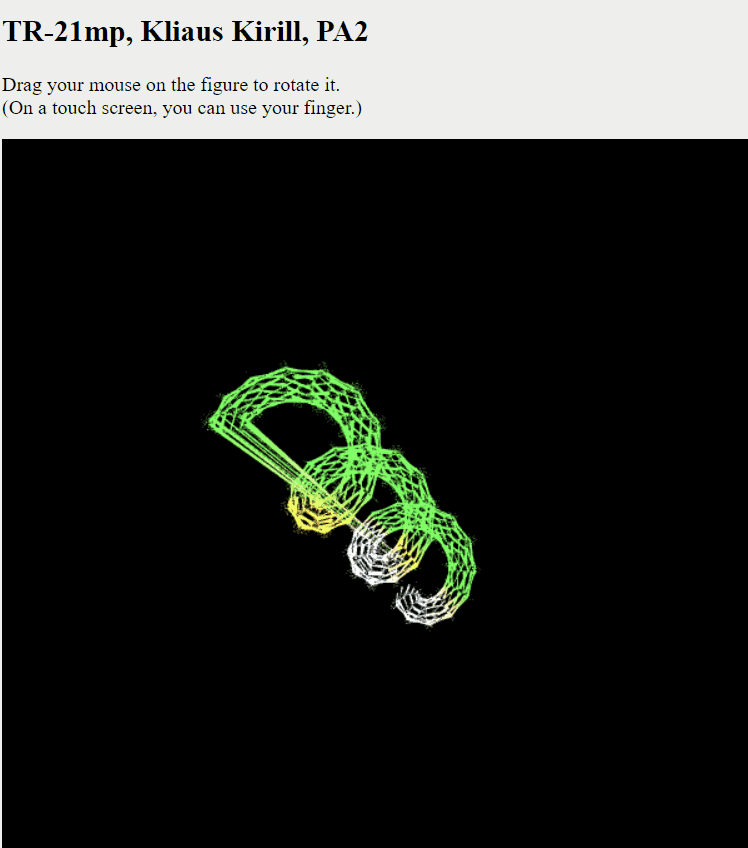 TR-21mp, Kliaus Kirill, PA2
Drag your mouse on the figure to rotate it.
(On a touch screen, you can use your finger.)